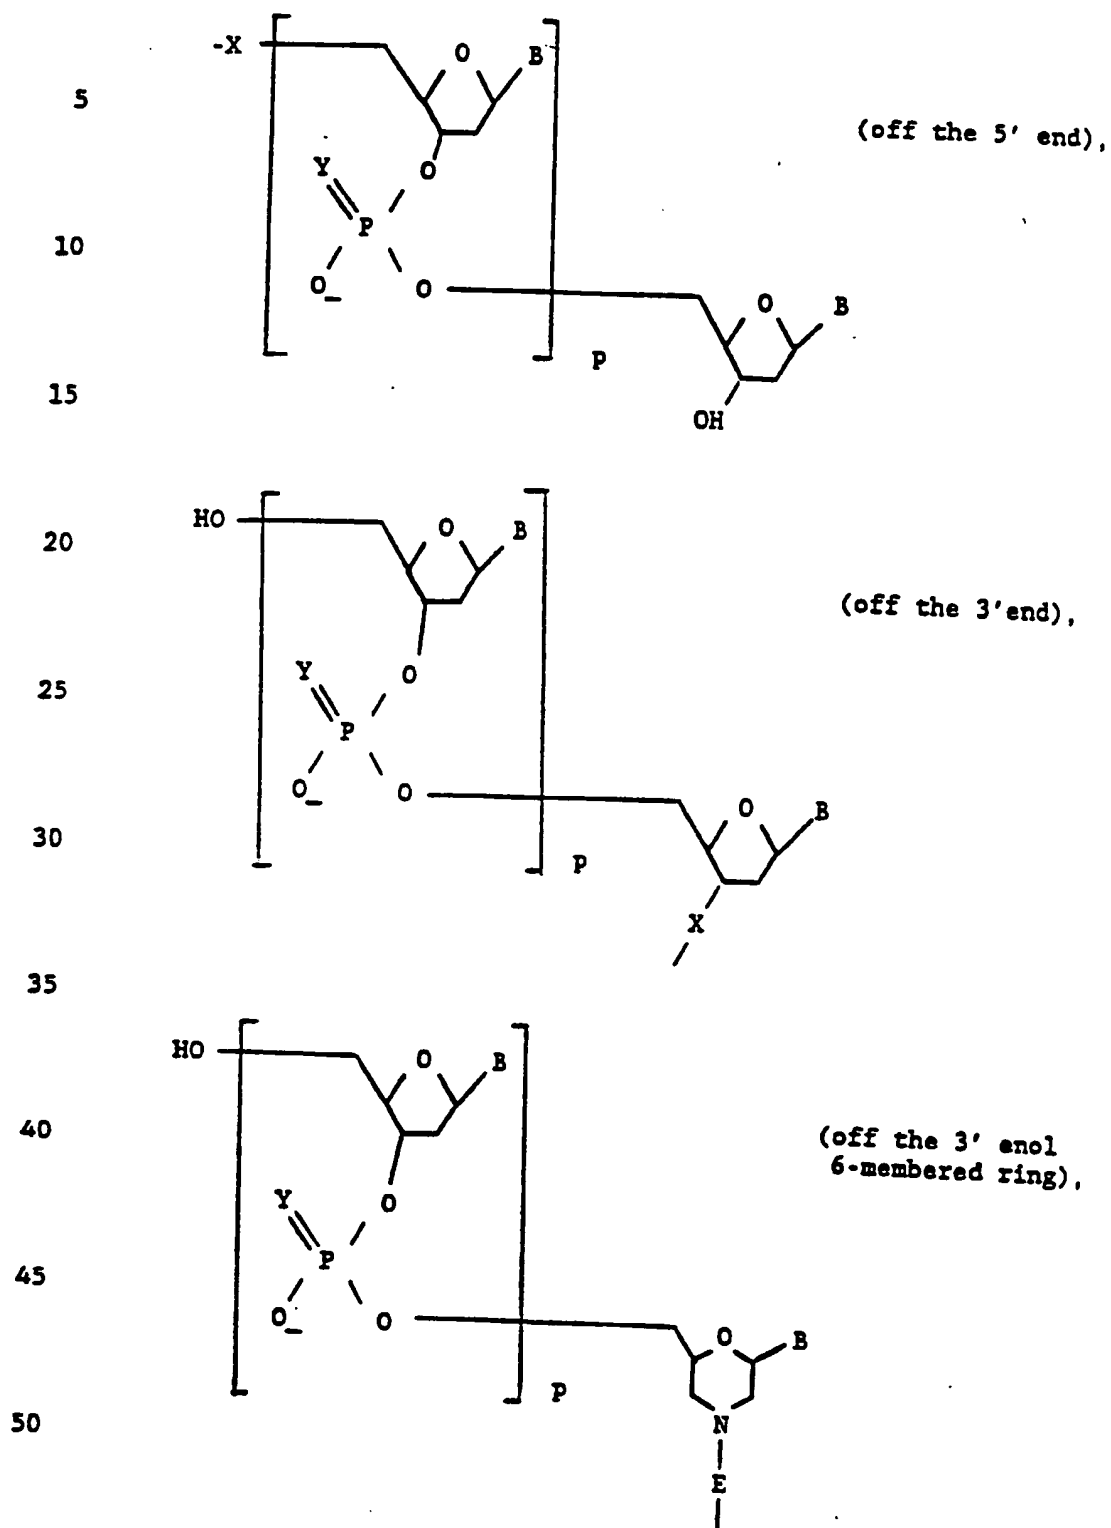 -X O B
5
(off the 5' end),
Y O
P
10
O_ O O B
P
15
OH
HO O B
20
(off the 3'end),
Y O
25
P
O_ O O B
30
P
X
35
HO O B
40
(off the 3' enol
6-membered ring),
Y O
P
45
O_ O O B
P
50
N
E